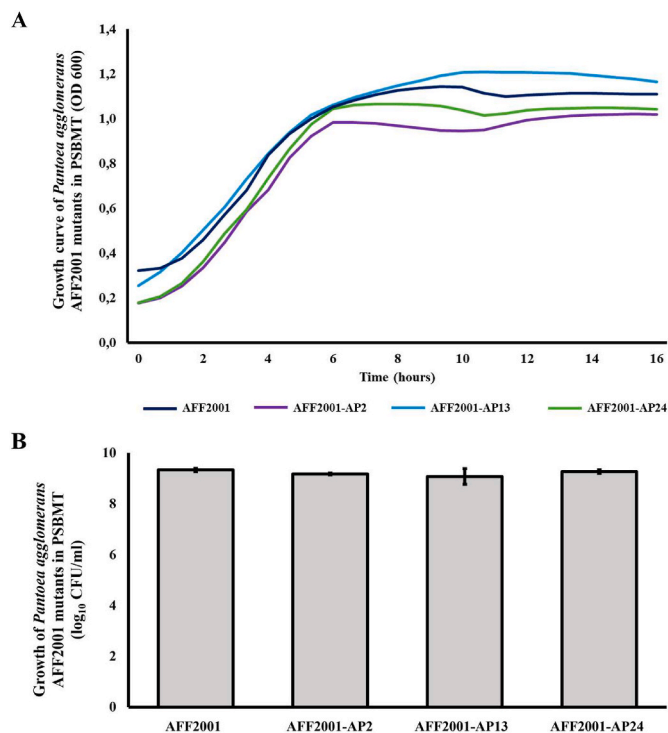 A
Growth curve of Pantoea agglomerans
AFF2001 mutants in PSBMT (OD 600)
1,4
1,2
1,0
0,8
0,6
0,4
0,2
0,0
0 2 4 6 8 10 12 14 16
Time (hours)
AFF2001 AFF2001-AP2 AFF2001-AP13 AFF2001-AP24
B
Growth of Pantoea agglomerans
AFF2001 mutants in PSBMT
(log₁₀ CFU/ml)
10
8
6
4
2
0
AFF2001 AFF2001-AP2 AFF2001-AP13 AFF2001-AP24